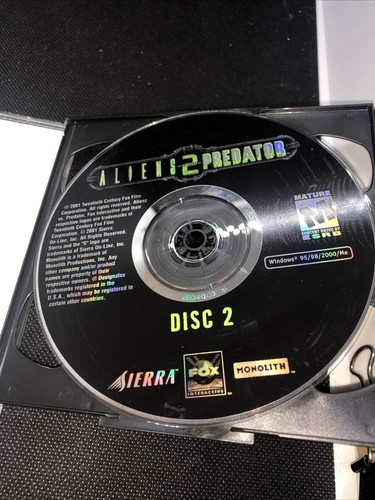 ALIENS 2 PREDATOR
© 2001 Twentieth Century Fox Film
Corporation. All rights reserved. Aliens
vs. Predator, Fox Interactive and their
respective logos are trademarks of
Twentieth Century Fox Film
Corporation. © 2001 Sierra
On-Line, Inc. All Rights Reserved.
Sierra and the "S" logo are
trademarks of Sierra On-Line, Inc.
Monolith is a trademark of
Monolith Productions, Inc. Any
other company and/or product
names are property of their
respective owners. ® Designates
trademarks registered in the
U.S.A., which may be registered in
certain other countries.
MATURE
CONTENT RATED BY
ESRB
Windows® 95/98/2000/Me
DISC 2
SIERRA™
FOX
INTERACTIVE™
MONOLITH™